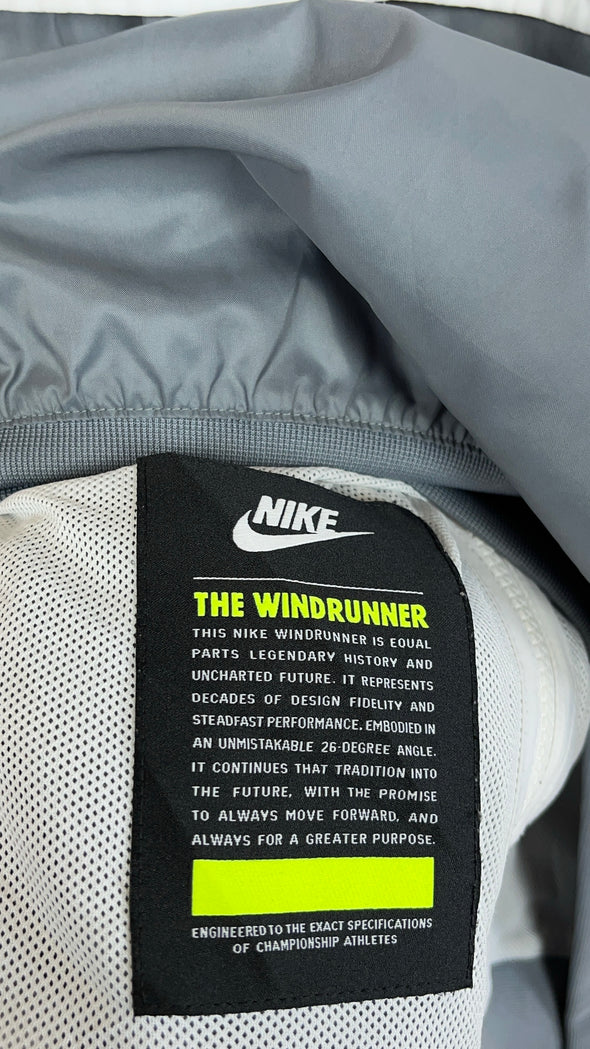 NIKE
THE WINDRUNNER
THIS NIKE WINDRUNNER IS EQUAL
PARTS LEGENDARY HISTORY AND
UNCHARTED FUTURE. IT REPRESENTS
DECADES OF DESIGN FIDELITY AND
STEADFAST PERFORMANCE, EMBODIED IN
AN UNMISTAKABLE 26-DEGREE ANGLE.
IT CONTINUES THAT TRADITION INTO
THE FUTURE, WITH THE PROMISE
TO ALWAYS MOVE FORWARD, AND
ALWAYS FOR A GREATER PURPOSE.
ENGINEERED TO THE EXACT SPECIFICATIONS
OF CHAMPIONSHIP ATHLETES